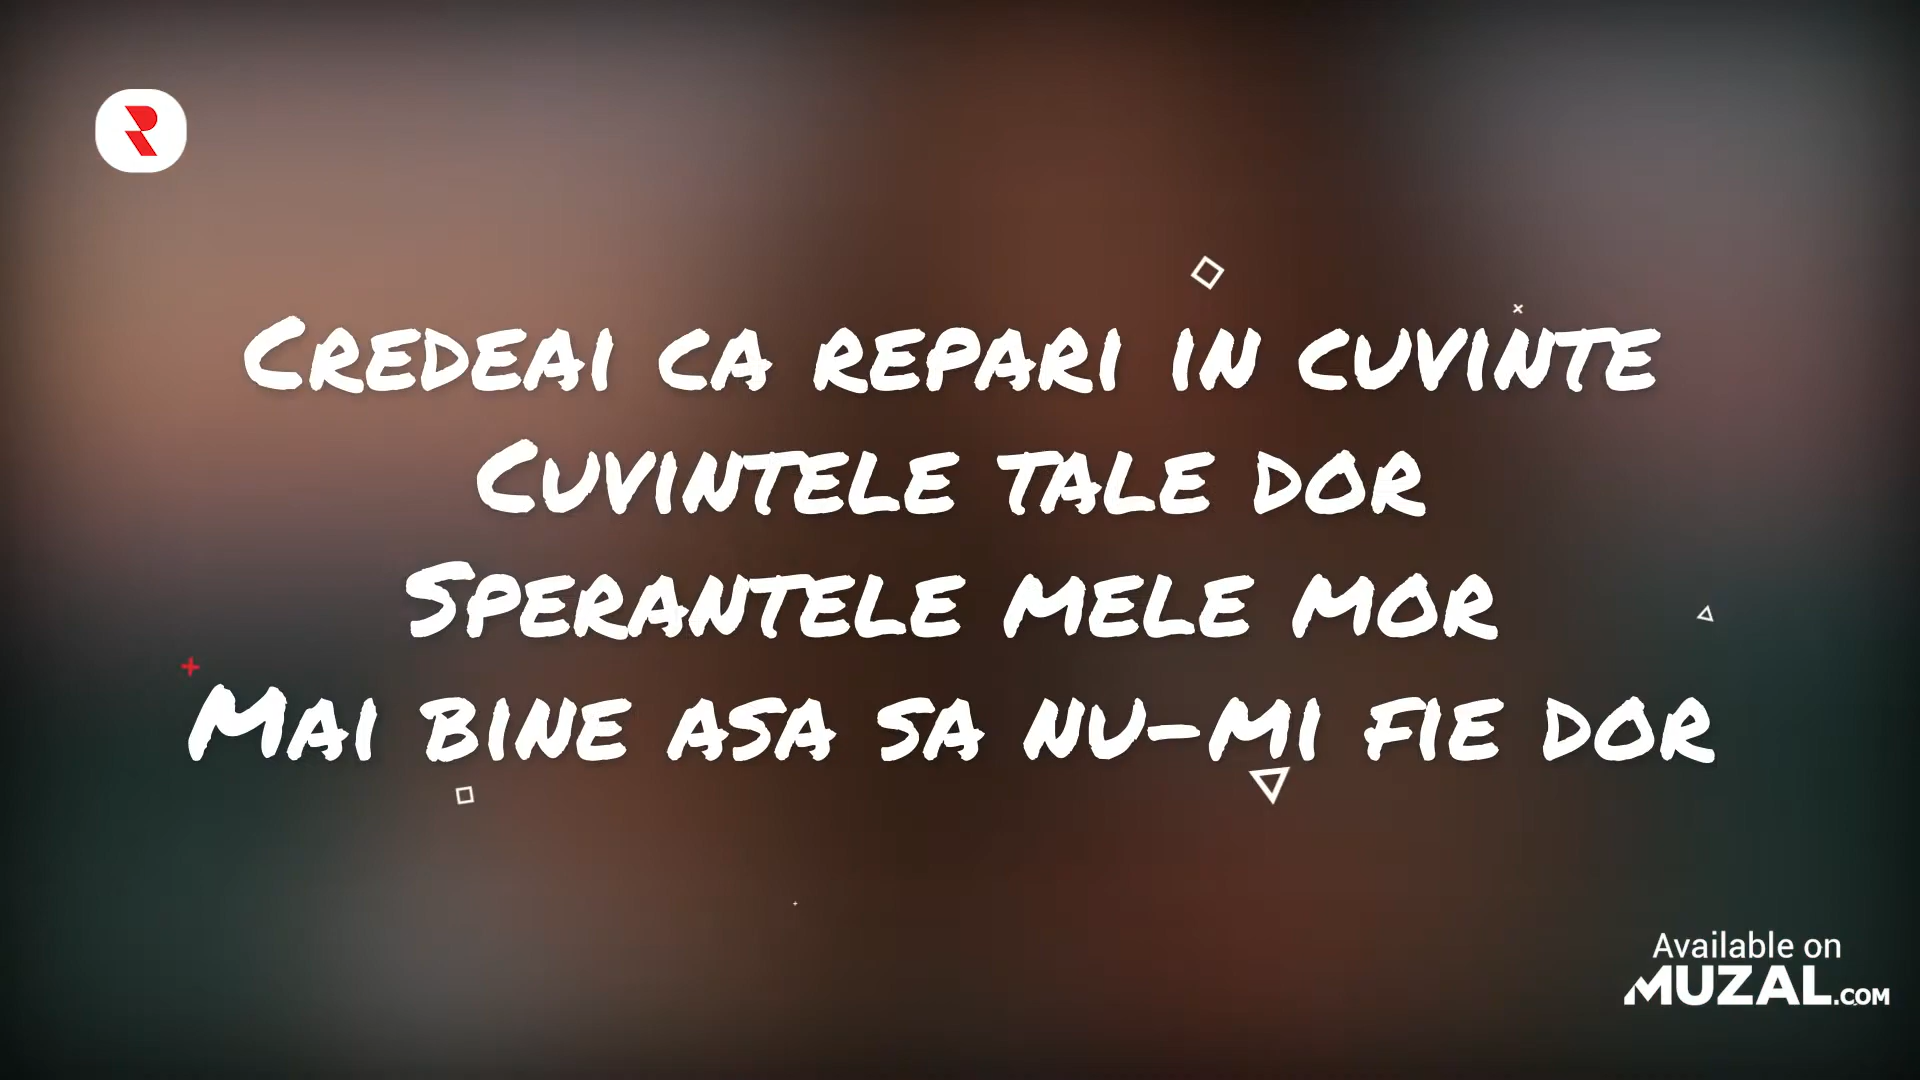 Credeai ca repari in cuvinte
Cuvintele tale dor
Sperantele mele mor
Mai bine asa sa nu-mi fie dor
Available on
MUZAL.COM